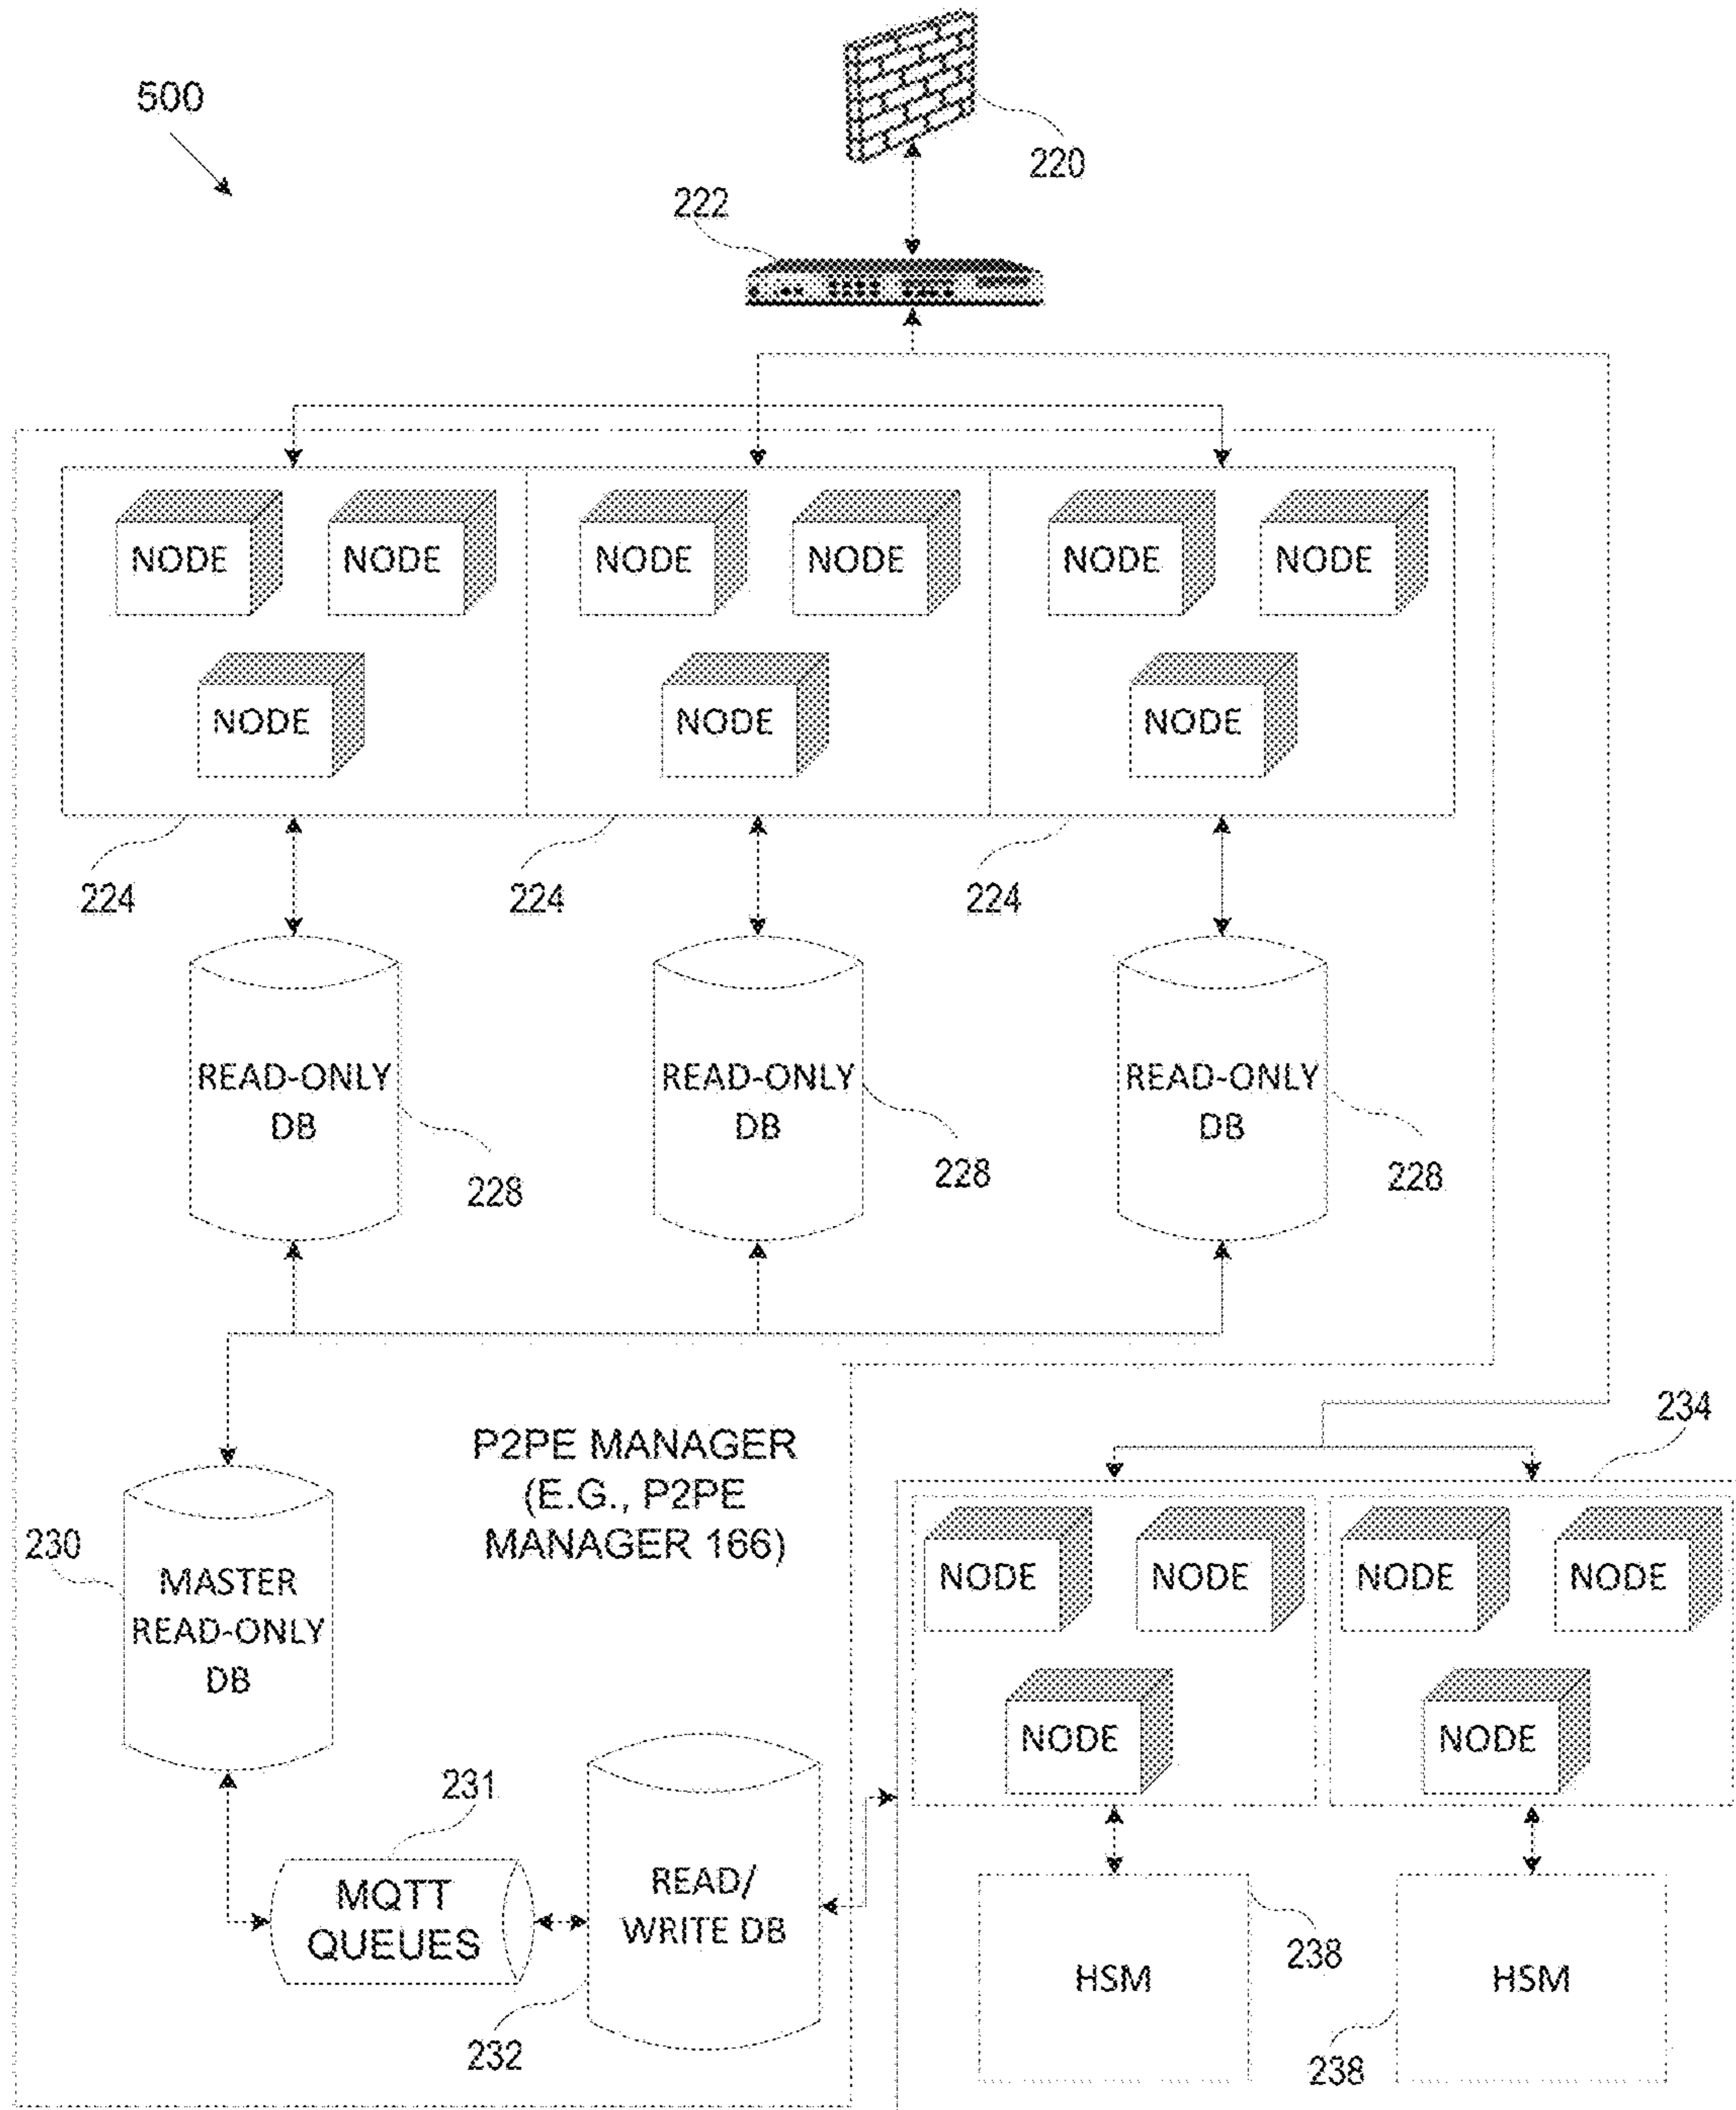 500
220
222
NODE NODE NODE NODE NODE NODE
NODE NODE NODE
224 224 224
READ-ONLY
DB
228
READ-ONLY
DB
228
READ-ONLY
DB
228
P2PE MANAGER
(E.G., P2PE
MANAGER 166)
234
230
MASTER
READ-ONLY
DB
NODE NODE NODE NODE
NODE NODE
231
MQTT
QUEUES
READ/
WRITE DB
232
HSM
238
HSM
238